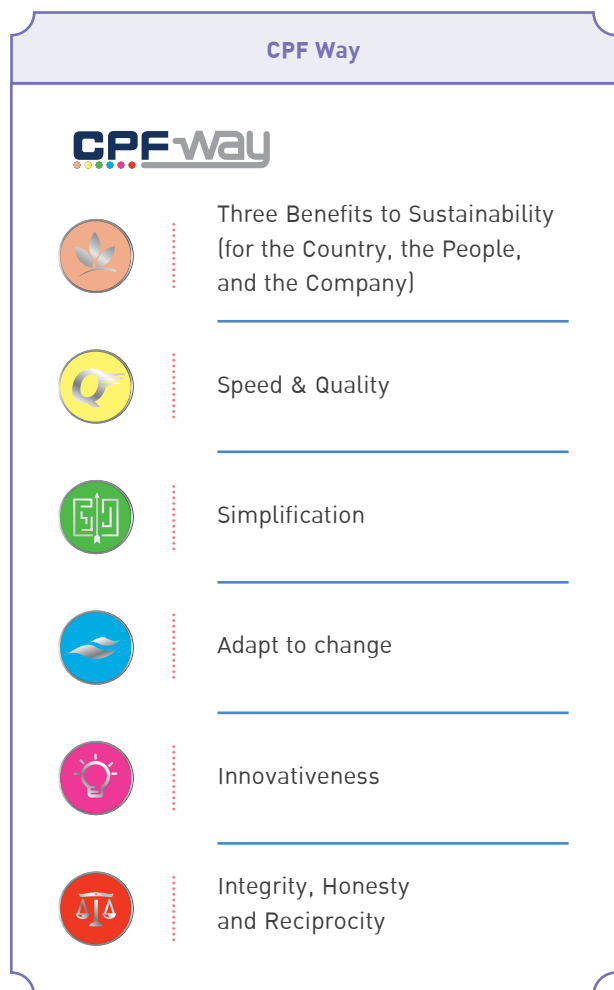 CPF Way
CPF Way
Three Benefits to Sustainability
(for the Country, the People,
and the Company)
Q
Speed & Quality
Simplification
Adapt to change
Innovativeness
Integrity, Honesty
and Reciprocity